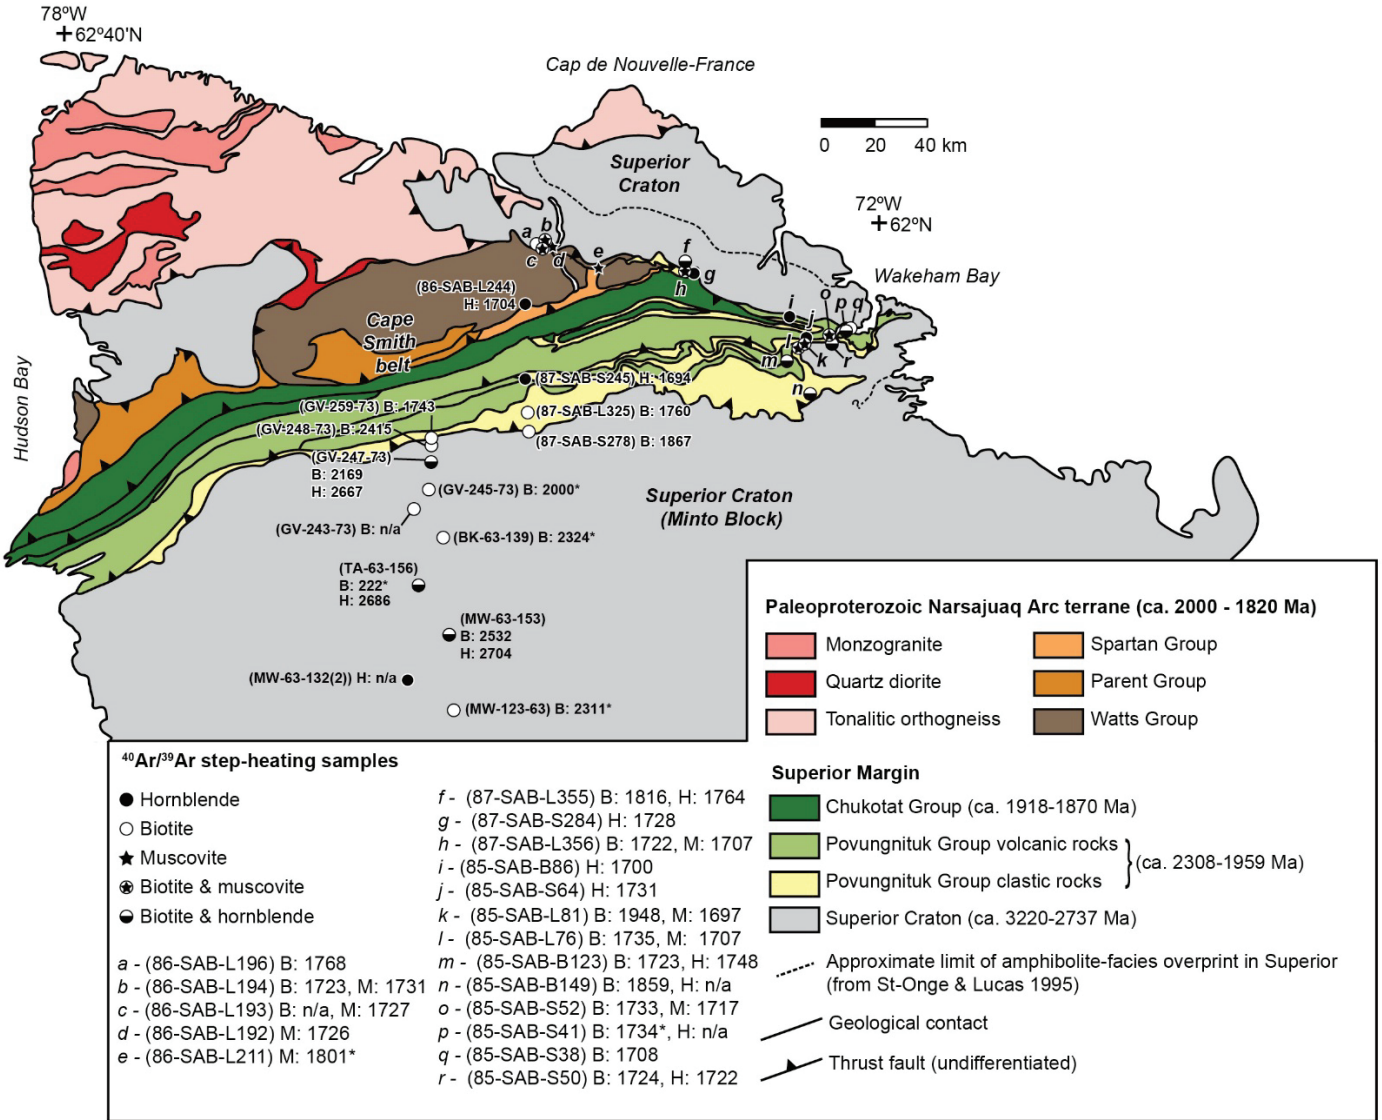 78°W
62°40'N
Cap de Nouvelle-France
0 20 40 km
Superior
Craton
72°W
62°N
Wakeham Bay
a
b
c
d
e
f
g
h
i
j
k
l
m
n
o
p
q
r
(86-SAB-L244)
H: 1704
Cape
Smith
belt
Hudson Bay
(87-SAB-S245) H: 1694
(GV-259-73) B: 1743
(87-SAB-L325) B: 1760
(GV-248-73) B: 2415
(87-SAB-S278) B: 1867
(GV-247-73)
B: 2169
H: 2667
(GV-245-73) B: 2000*
Superior Craton
(Minto Block)
(GV-243-73) B: n/a
(BK-63-139) B: 2324*
(TA-63-156)
B: 222*
H: 2686
(MW-63-153)
B: 2532
H: 2704
(MW-63-132(2)) H: n/a
(MW-123-63) B: 2311*
?
Paleoproterozoic Narsajuaq Arc terrane (ca. 2000 - 1820 Ma)
Monzogranite
Quartz diorite
Tonalitic orthogneiss
Spartan Group
Parent Group
Watts Group
Superior Margin
Chukotat Group (ca. 1918-1870 Ma)
Povungnituk Group volcanic rocks
Povungnituk Group clastic rocks
(ca. 2308-1959 Ma)
Superior Craton (ca. 3220-2737 Ma)
Approximate limit of amphibolite-facies overprint in Superior
(from St-Onge & Lucas 1995)
Geological contact
Thrust fault (undifferentiated)
⁴⁰Ar/³⁹Ar step-heating samples
Hornblende
Biotite
Muscovite
Biotite & muscovite
Biotite & hornblende
a - (86-SAB-L196) B: 1768
b - (86-SAB-L194) B: 1723, M: 1731
c - (86-SAB-L193) B: n/a, M: 1727
d - (86-SAB-L192) M: 1726
e - (86-SAB-L211) M: 1801*
f - (87-SAB-L355) B: 1816, H: 1764
g - (87-SAB-S284) H: 1728
h - (87-SAB-L356) B: 1722, M: 1707
i - (85-SAB-B86) H: 1700
j - (85-SAB-S64) H: 1731
k - (85-SAB-L81) B: 1948, M: 1697
l - (85-SAB-L76) B: 1735, M: 1707
m - (85-SAB-B123) B: 1723, H: 1748
n - (85-SAB-B149) B: 1859, H: n/a
o - (85-SAB-S52) B: 1733, M: 1717
p - (85-SAB-S41) B: 1734*, H: n/a
q - (85-SAB-S38) B: 1708
r - (85-SAB-S50) B: 1724, H: 1722